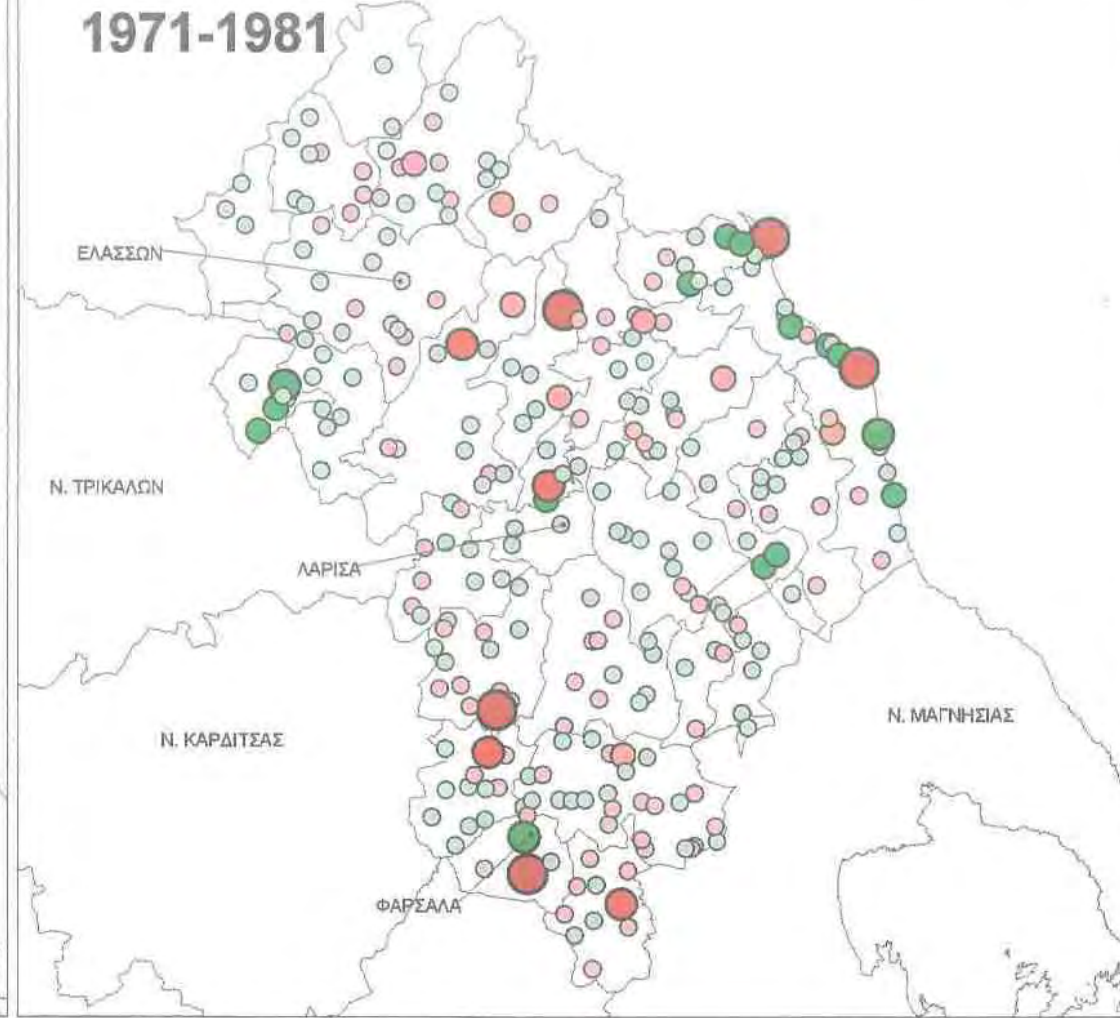 1971-1981
ΕΛΑΣΣΩΝ
Ν. ΤΡΙΚΑΛΩΝ
ΛΑΡΙΣΑ
Ν. ΚΑΡΔΙΤΣΑΣ
Ν. ΜΑΓΝΗΣΙΑΣ
ΦΑΡΣΑΛΑ